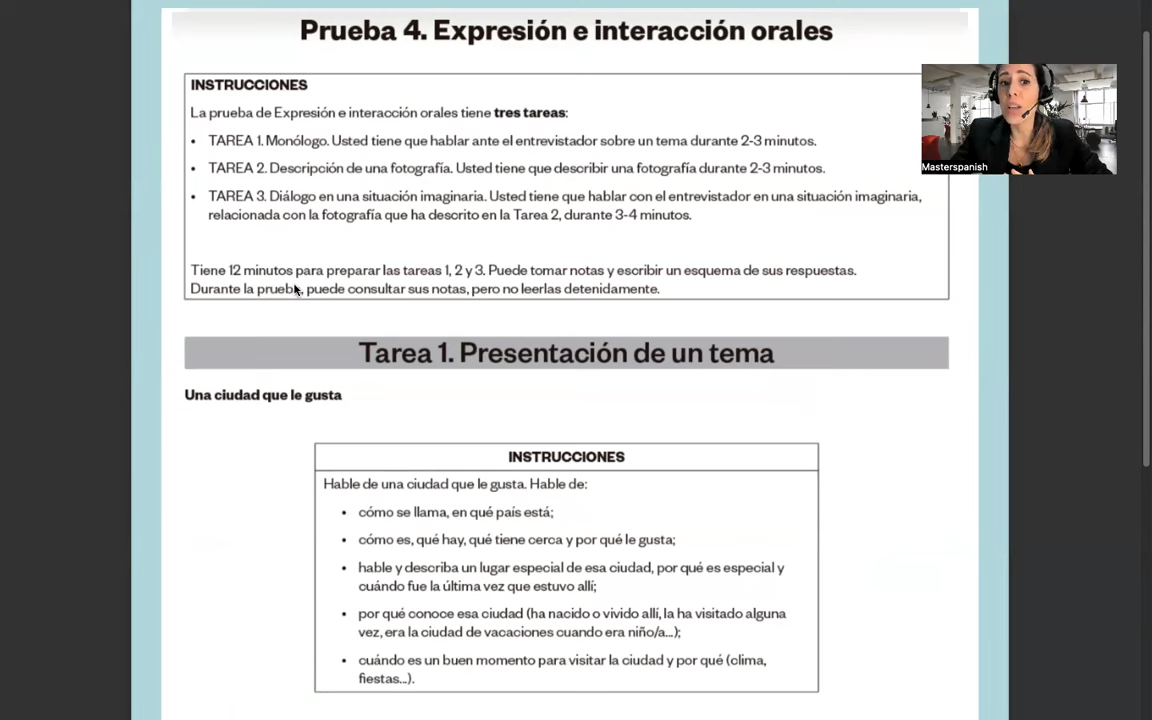 Prueba 4. Expresión e interacción orales
INSTRUCCIONES
La prueba de Expresión e interacción orales tiene tres tareas:
• TAREA 1. Monólogo. Usted tiene que hablar ante el entrevistador sobre un tema durante 2-3 minutos.
• TAREA 2. Descripción de una fotografía. Usted tiene que describir una fotografía durante 2-3 minutos.
• TAREA 3. Diálogo en una situación imaginaria. Usted tiene que hablar con el entrevistador en una situación imaginaria,
relacionada con la fotografía que ha descrito en la Tarea 2, durante 3-4 minutos.
Tiene 12 minutos para preparar las tareas 1, 2 y 3. Puede tomar notas y escribir un esquema de sus respuestas.
Durante la prueba, puede consultar sus notas, pero no leerlas detenidamente.
Masterspanish
Tarea 1. Presentación de un tema
Una ciudad que le gusta
INSTRUCCIONES
Hable de una ciudad que le gusta. Hable de:
• cómo se llama, en qué país está;
• cómo es, qué hay, qué tiene cerca y por qué le gusta;
• hable y describa un lugar especial de esa ciudad, por qué es especial y
cuándo fue la última vez que estuvo allí;
• por qué conoce esa ciudad (ha nacido o vivido allí, la ha visitado alguna
vez, era la ciudad de vacaciones cuando era niño/a...);
• cuándo es un buen momento para visitar la ciudad y por qué (clima,
fiestas...).